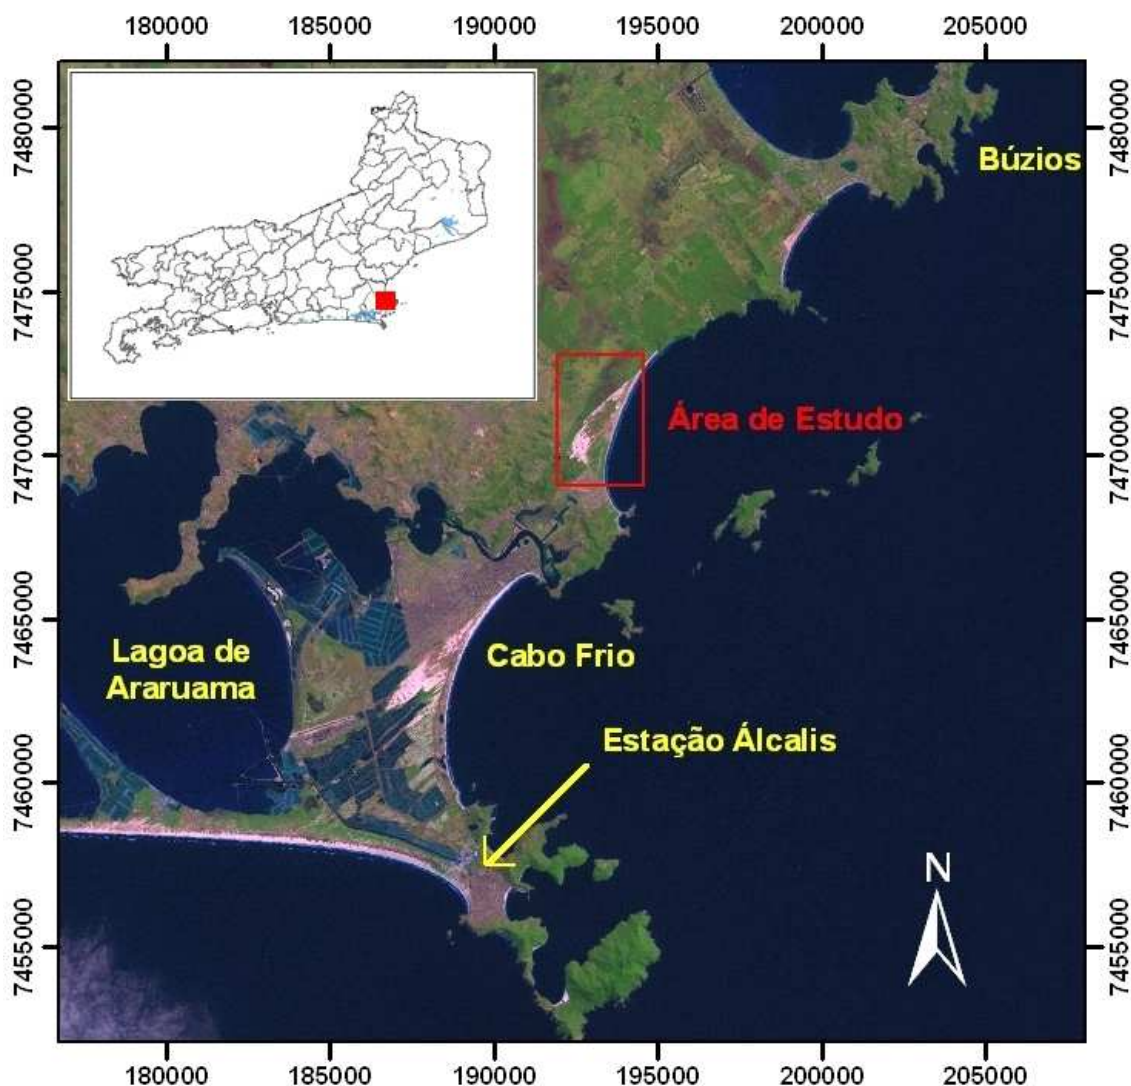 180000 185000 190000 195000 200000 205000
7480000
7475000
7470000
7465000
7460000
7455000
Búzios
Área de Estudo
Lagoa de
Araruama
Cabo Frio
Estação Álcalis
N
7480000
7475000
7470000
7465000
7460000
7455000
180000 185000 190000 195000 200000 205000